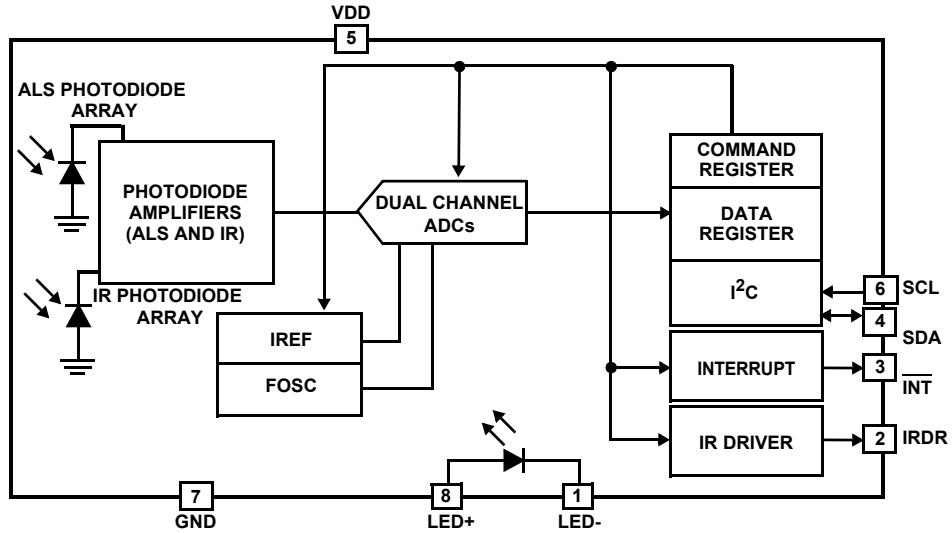 VDD
5
ALS PHOTODIODE
ARRAY
PHOTODIODE
AMPLIFIERS
(ALS AND IR)
DUAL CHANNEL
ADCs
COMMAND
REGISTER
DATA
REGISTER
I²C
6 SCL
4
SDA
IR PHOTODIODE
ARRAY
IREF
FOSC
INTERRUPT
3
INT
IR DRIVER
2 IRDR
7
GND
8
LED+
1
LED-